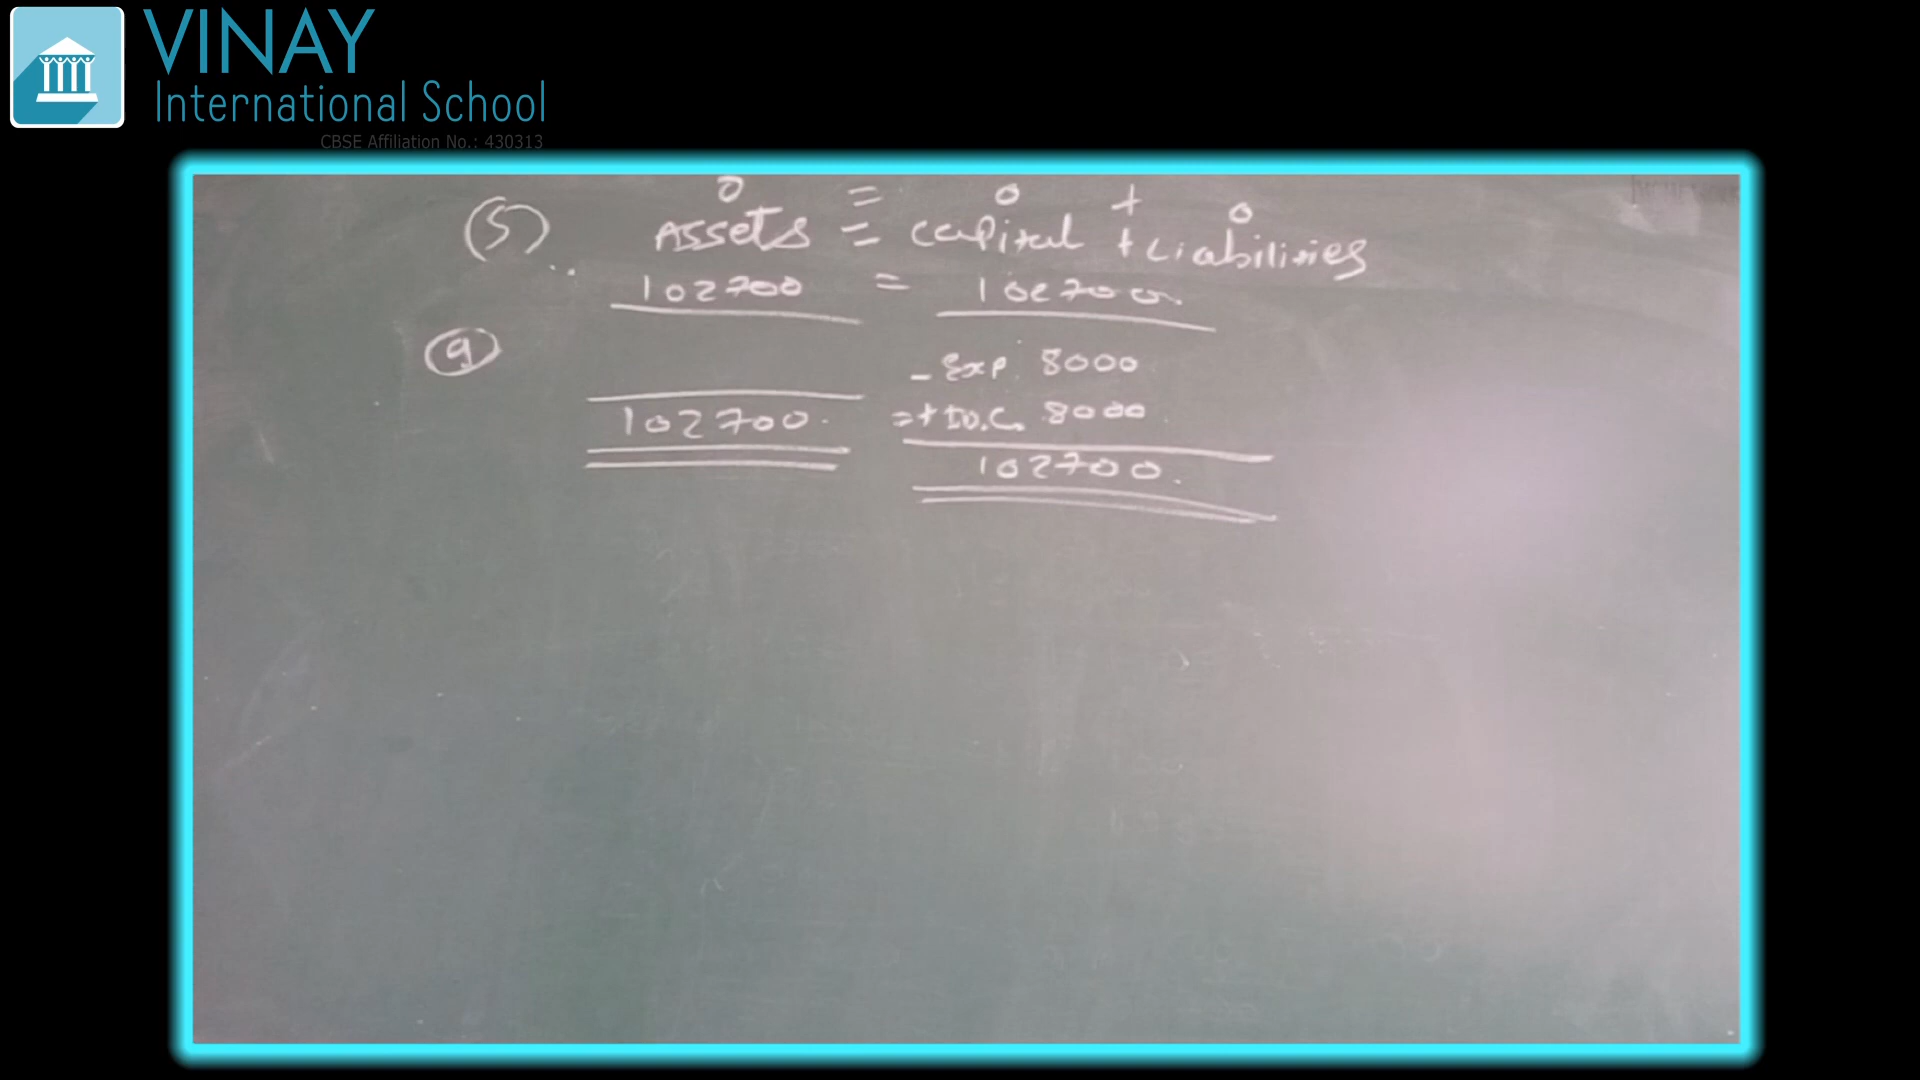 VINAY
International School
CBSE Affiliation No.: 430313
0 = 0 + 0
(5) Assets = Capital + Liabilities
102700 = 102700.
(9) - Exp. 8000
102700. = + I.O.C. 8000
102700.